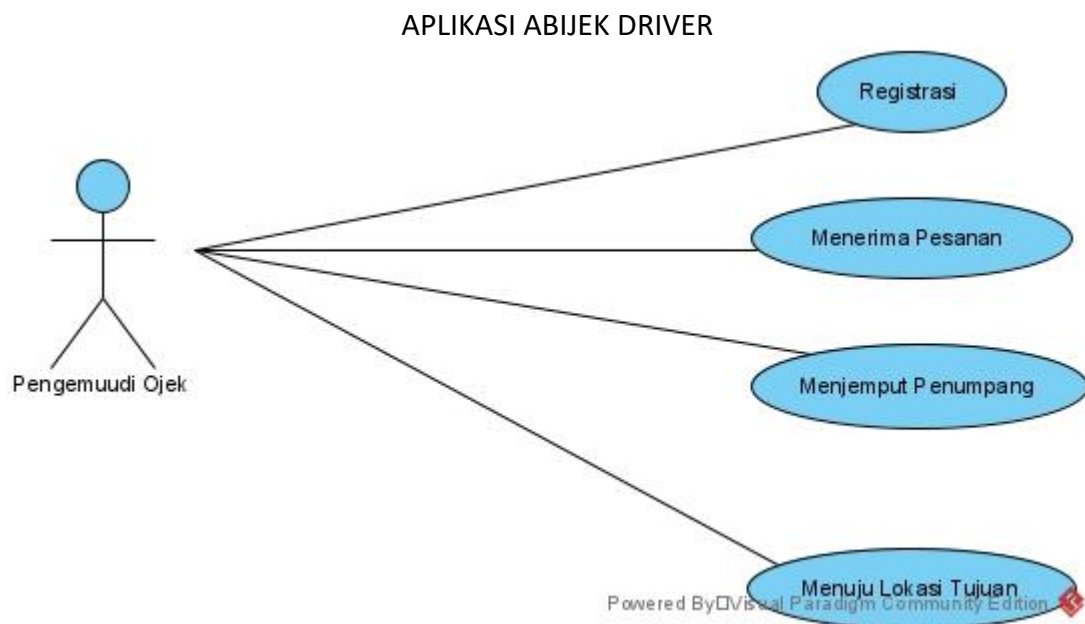 APLIKASI ABIJEK DRIVER
Registrasi
Menerima Pesanan
Pengemuudi Ojek
Menjemput Penumpang
Menuju Lokasi Tujuan
Powered By□Visual Paradigm Community Edition